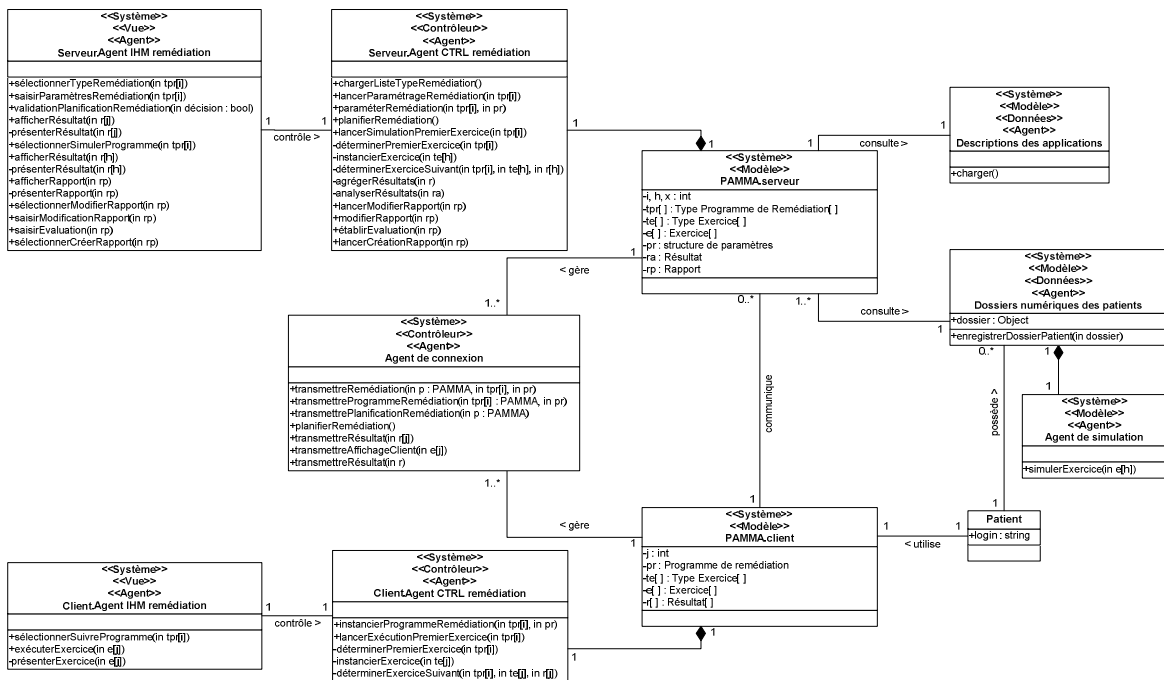 <<Système>>
<<Vue>>
<<Agent>>
Serveur.Agent IHM remédiation
+sélectionnerTypeRemédiation(in tpr[i])
+saisirParamètresRemédiation(in tpr[i])
+validationPlanificationRemédiation(in décision : bool)
+afficherRésultat(in r[j])
-présenterRésultat(in r[j])
+sélectionnerSimulerProgramme(in tpr[i])
+afficherRésultat(in r[h])
-présenterRésultat(in r[h])
+afficherRapport(in rp)
-présenterRapport(in rp)
+sélectionnerModifierRapport(in rp)
+saisirModificationRapport(in rp)
+saisirEvaluation(in rp)
+sélectionnerCréerRapport(in rp)
1
contrôle >
1
<<Système>>
<<Contrôleur>>
<<Agent>>
Serveur.Agent CTRL remédiation
+chargerListeTypeRemédiation()
+lancerParamétrageRemédiation(in tpr[i])
+paraméterRemédiation(in tpr[i], in pr)
+planifierRemédiation()
+lancerSimulationPremierExercice(in tpr[i])
-déterminerPremierExercice(in tpr[i])
-instancierExercice(in te[h])
-déterminerExerciceSuivant(in tpr[i], in te[h], in r[h])
-agrégerRésultats(in r)
-analyserRésultats(in ra)
+lancerModifierRapport(in rp)
+modifierRapport(in rp)
+établirEvaluation(in rp)
+lancerCréationRapport(in rp)
1
1
<<Système>>
<<Modèle>>
PAMMA.serveur
-i, h, x : int
-tpr[ ] : Type Programme de Remédiation[ ]
-te[ ] : Type Exercice[ ]
-e[ ] : Exercice[ ]
-pr : structure de paramètres
-ra : Résultat
-rp : Rapport
1
consulte >
1
<<Système>>
<<Modèle>>
<<Données>>
<<Agent>>
Descriptions des applications
+charger()
1
< gère
1..*
0..*
1..*
consulte >
1
<<Système>>
<<Modèle>>
<<Données>>
<<Agent>>
Dossiers numériques des patients
+dossier : Object
+enregistrerDossierPatient(in dossier)
0..*
1
1
<<Système>>
<<Modèle>>
<<Agent>>
Agent de simulation
+simulerExercice(in e[h])
<<Système>>
<<Contrôleur>>
<<Agent>>
Agent de connexion
+transmettreRemédiation(in p : PAMMA, in tpr[i], in pr)
+transmettreProgrammeRemédiation(in tpr[i] : PAMMA, in pr)
+transmettrePlanificationRemédiation(in p : PAMMA)
+planifierRemédiation()
+transmettreRésultat(in r[j])
+transmettreAffichageClient(in e[j])
+transmettreRésultat(in r)
communique
possède >
1..*
< gère
1
1
1
<<Système>>
<<Modèle>>
PAMMA.client
-j : int
-pr : Programme de remédiation
-te[ ] : Type Exercice[ ]
-e[ ] : Exercice[ ]
-r[ ] : Résultat[ ]
1
< utilise
1
Patient
+login : string
<<Système>>
<<Vue>>
<<Agent>>
Client.Agent IHM remédiation
+sélectionnerSuivreProgramme(in tpr[i])
+exécuterExercice(in e[j])
-présenterExercice(in e[j])
1
contrôle >
1
<<Système>>
<<Contrôleur>>
<<Agent>>
Client.Agent CTRL remédiation
+instancierProgrammeRemédiation(in tpr[i], in pr)
+lancerExécutionPremierExercice(in tpr[i])
-déterminerPremierExercice(in tpr[i])
-instancierExercice(in te[j])
-déterminerExerciceSuivant(in tpr[i], in te[j], in r[j])
1
1